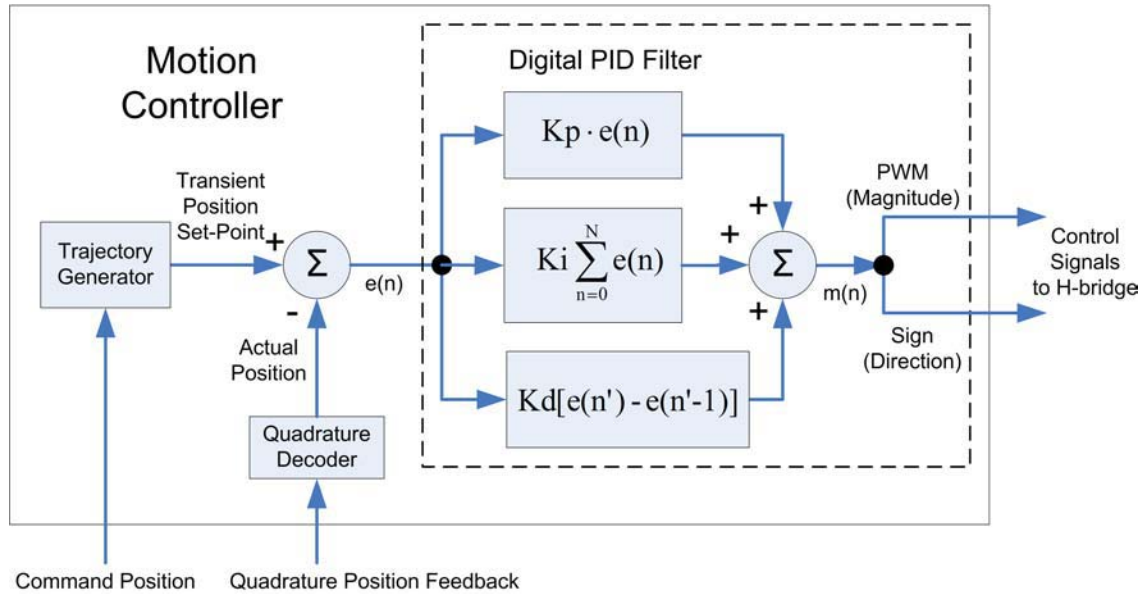 Motion
Controller
Digital PID Filter
Kp · e(n)
Transient
Position
Set-Point
Trajectory
Generator
+
Σ
-
e(n)
Ki N∑n=0 e(n)
+
+
+
Σ
m(n)
PWM
(Magnitude)
Control
Signals
to H-bridge
Sign
(Direction)
Actual
Position
Kd[e(n') - e(n'-1)]
Quadrature
Decoder
Command Position
Quadrature Position Feedback